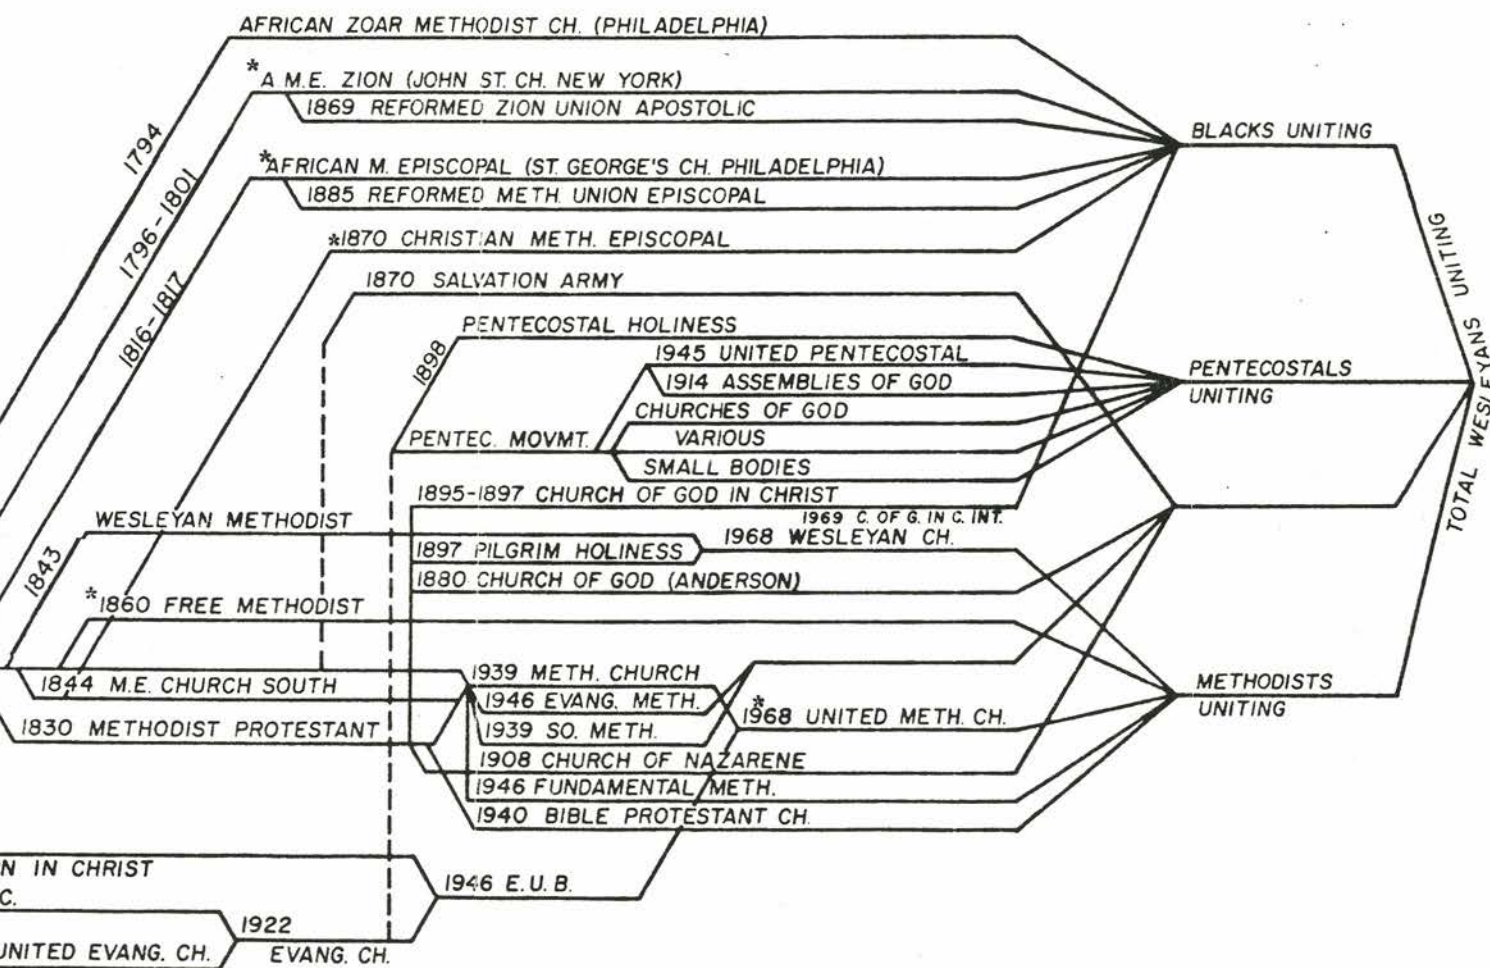 AFRICAN ZOAR METHODIST CH. (PHILADELPHIA)
*A M.E. ZION (JOHN ST. CH. NEW YORK)
1869 REFORMED ZION UNION APOSTOLIC
1794
BLACKS UNITING
*AFRICAN M. EPISCOPAL (ST. GEORGE'S CH. PHILADELPHIA)
1885 REFORMED METH. UNION EPISCOPAL
1796-1801
*1870 CHRISTIAN METH. EPISCOPAL
1870 SALVATION ARMY
1816-1817
PENTECOSTAL HOLINESS
1898
1945 UNITED PENTECOSTAL
1914 ASSEMBLIES OF GOD
PENTECOSTALS
UNITING
CHURCHES OF GOD
PENTEC. MOVMT.
VARIOUS
SMALL BODIES
TOTAL WESLEYANS UNITING
1895-1897 CHURCH OF GOD IN CHRIST
1969 C. OF G. IN C. INT.
WESLEYAN METHODIST
1968 WESLEYAN CH.
1897 PILGRIM HOLINESS
1843
1880 CHURCH OF GOD (ANDERSON)
*1860 FREE METHODIST
1939 METH. CHURCH
1844 M.E. CHURCH SOUTH
METHODISTS
UNITING
1946 EVANG. METH.
*1968 UNITED METH. CH.
1830 METHODIST PROTESTANT
1939 SO. METH.
1908 CHURCH OF NAZARENE
1946 FUNDAMENTAL METH.
1940 BIBLE PROTESTANT CH.
N IN CHRIST
1946 E.U.B.
C.
1922
UNITED EVANG. CH.
EVANG. CH.